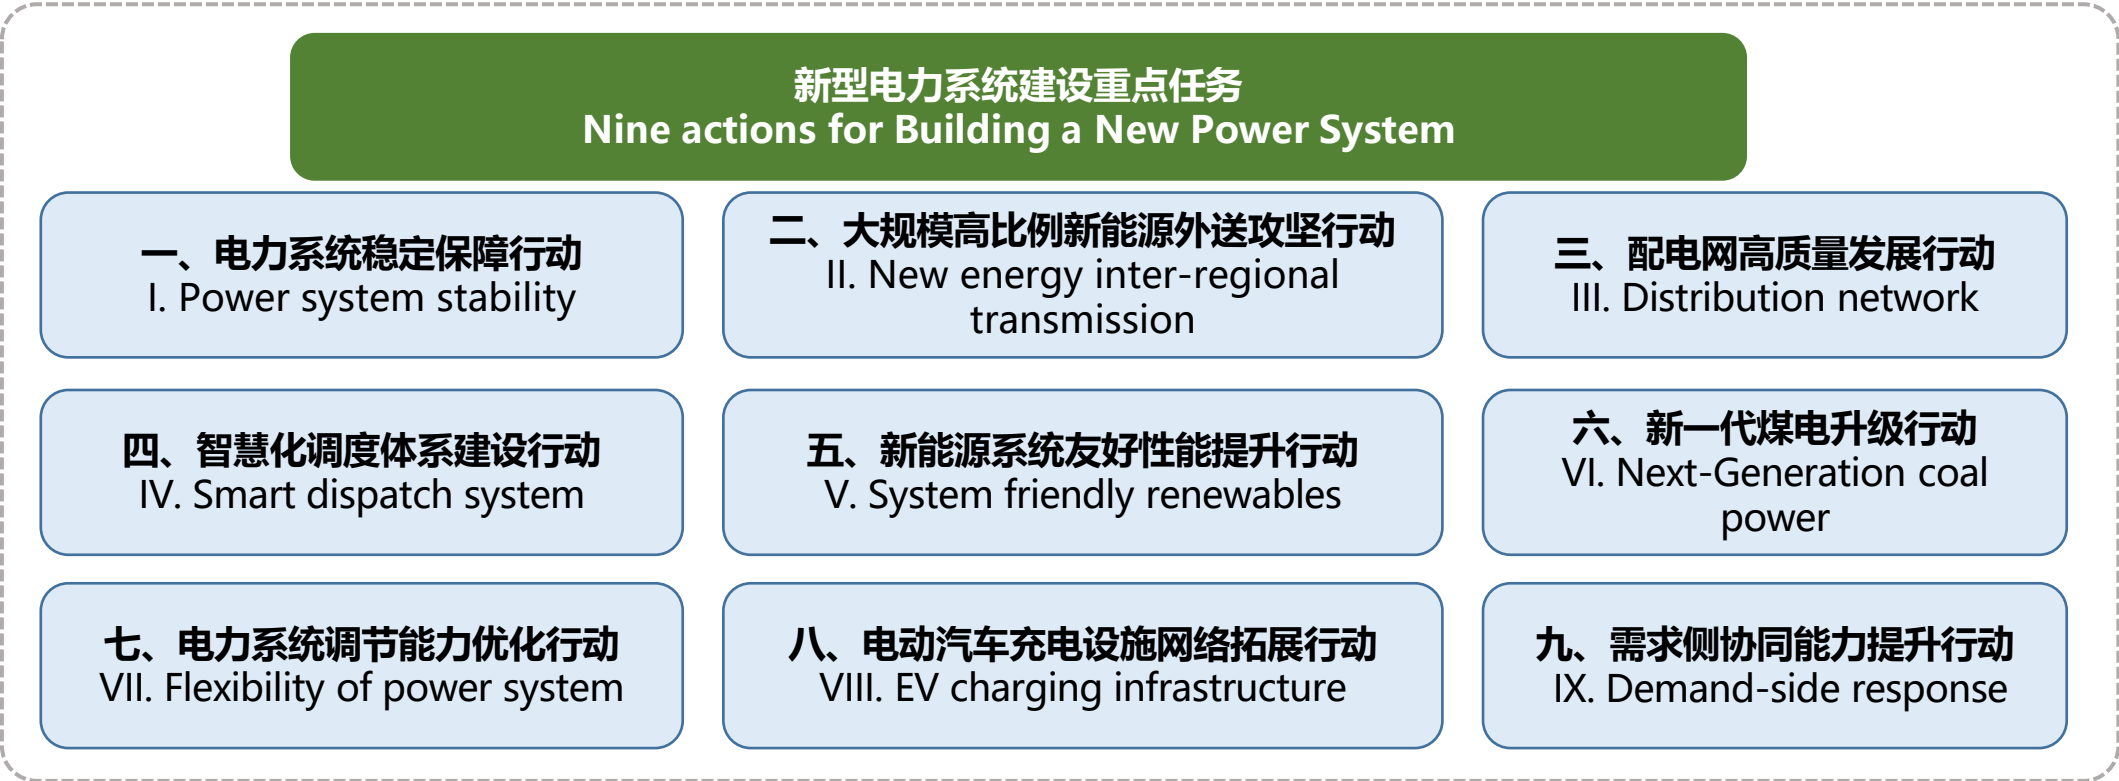 新型电力系统建设重点任务
Nine actions for Building a New Power System
一、电力系统稳定保障行动
I. Power system stability
二、大规模高比例新能源外送攻坚行动
II. New energy inter-regional
transmission
三、配电网高质量发展行动
III. Distribution network
四、智慧化调度体系建设行动
IV. Smart dispatch system
五、新能源系统友好性能提升行动
V. System friendly renewables
六、新一代煤电升级行动
VI. Next-Generation coal
power
七、电力系统调节能力优化行动
VII. Flexibility of power system
八、电动汽车充电设施网络拓展行动
VIII. EV charging infrastructure
九、需求侧协同能力提升行动
IX. Demand-side response